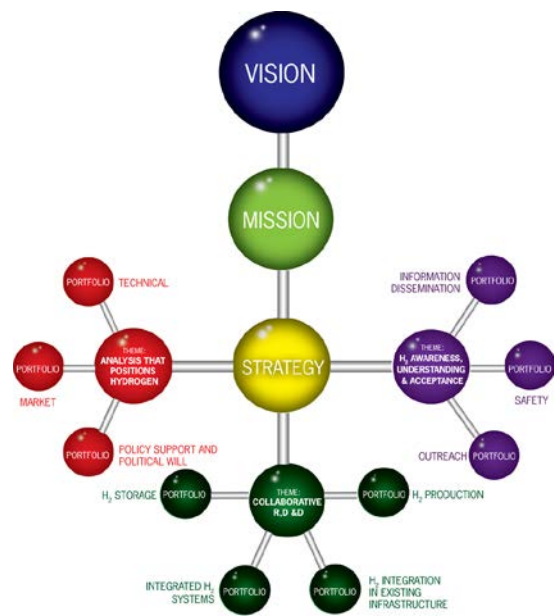 VISION
MISSION
PORTFOLIO
TECHNICAL
INFORMATION
DISSEMINATION
PORTFOLIO
PORTFOLIO
MARKET
THEME:
ANALYSIS THAT
POSITIONS
HYDROGEN
STRATEGY
THEME:
H₂ AWARENESS,
UNDERSTANDING
& ACCEPTANCE
PORTFOLIO
SAFETY
PORTFOLIO
POLICY SUPPORT AND
POLITICAL WILL
OUTREACH
PORTFOLIO
H₂ STORAGE
PORTFOLIO
THEME:
COLLABORATIVE
R,D &D
PORTFOLIO
H₂ PRODUCTION
INTEGRATED H₂
SYSTEMS
PORTFOLIO
PORTFOLIO
H₂ INTEGRATION
IN EXISTING
INFRASTRUCTURE